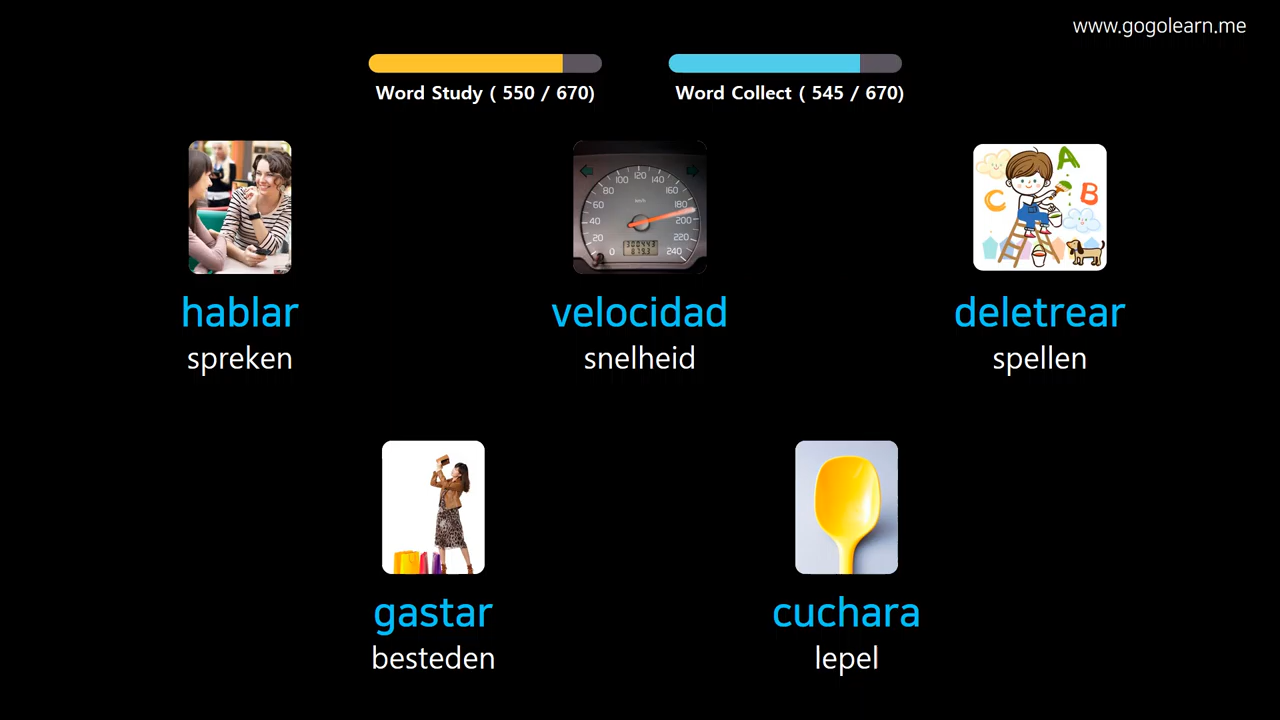 www.gogolearn.me
Word Study ( 550 / 670)
Word Collect ( 545 / 670)
hablar
spreken
velocidad
snelheid
deletrear
spellen
gastar
besteden
cuchara
lepel